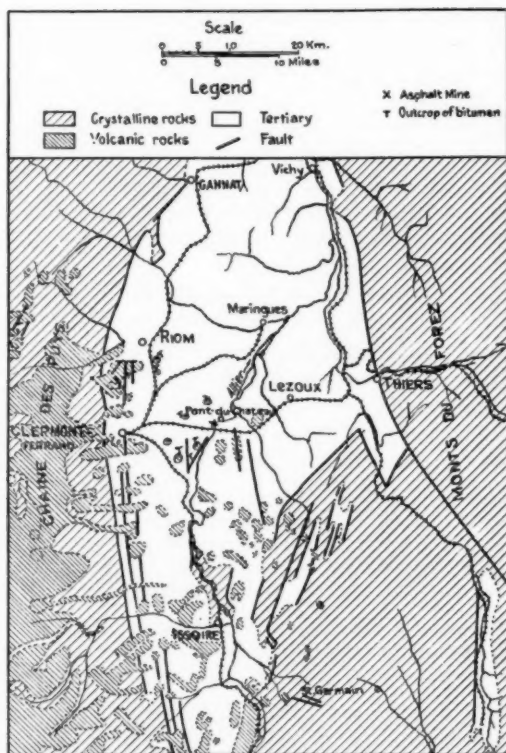 Scale
0 5 10 20 Km.
0 5 10 Miles
Legend
Crystalline rocks
Tertiary
x Asphalt Mine
Volcanic rocks
Fault
T Outcrop of bitumen
Vichy
GANNAT
Maringues
RIOM
CHAINE DES PUYS
MONTS DU FOREZ
THIERS
Lezoux
Pont-du-Chateau
CLERMONT
FERRAND
ISSOIRE
St Germain